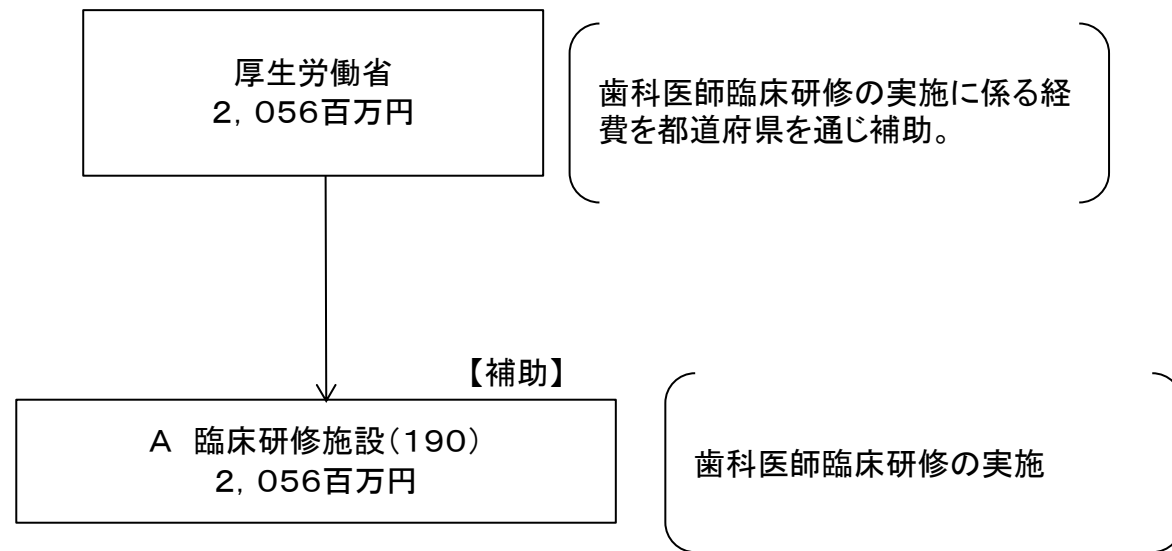 厚生労働省
2，056百万円
歯科医師臨床研修の実施に係る経
費を都道府県を通じ補助。
【補助】
A 臨床研修施設（190）
2，056百万円
歯科医師臨床研修の実施